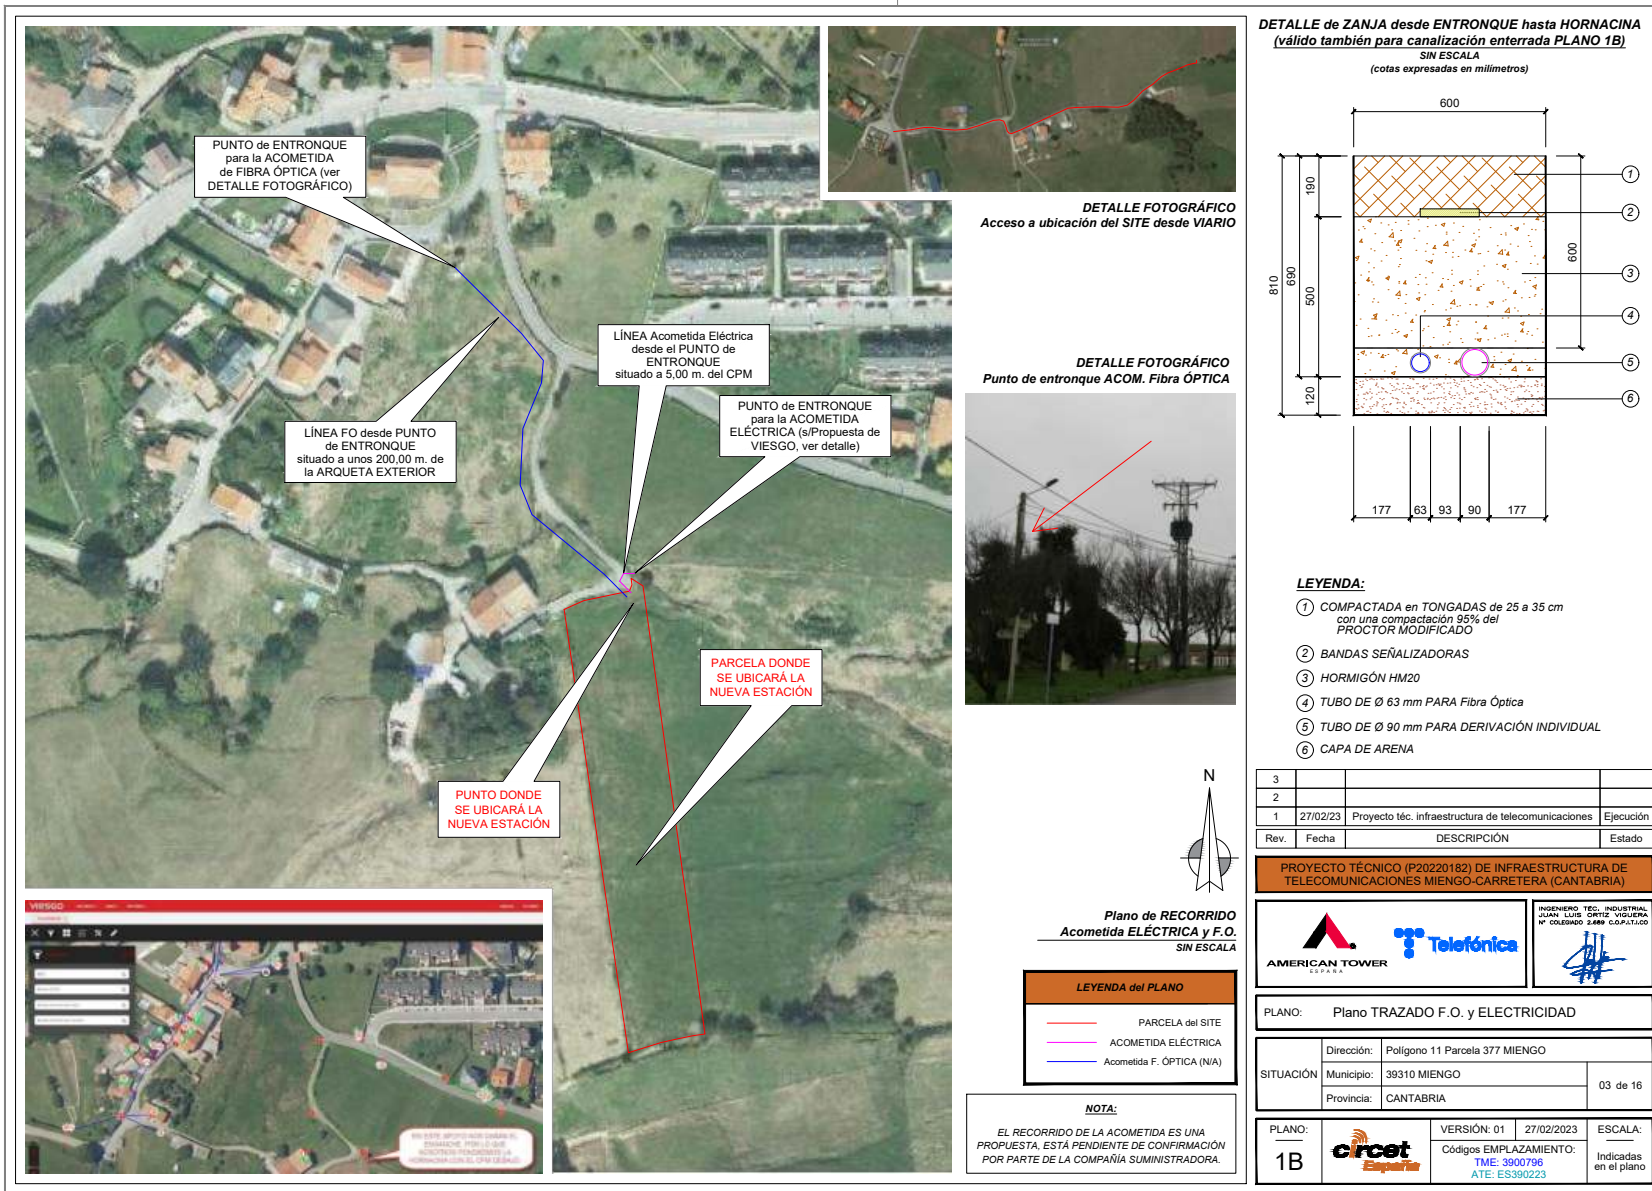 PUNTO de ENTRONQUE
para la ACOMETIDA
de FIBRA ÓPTICA (ver
DETALLE FOTOGRÁFICO)
LÍNEA FO desde PUNTO
de ENTRONQUE
situado a unos 200,00 m. de
la ARQUETA EXTERIOR
LÍNEA Acometida Eléctrica
desde el PUNTO de
ENTRONQUE
situado a 5,00 m. del CPM
PUNTO de ENTRONQUE
para la ACOMETIDA
ELÉCTRICA (s/Propuesta de
VIESGO, ver detalle)
PARCELA DONDE
SE UBICARÁ LA
NUEVA ESTACIÓN
PUNTO DONDE
SE UBICARÁ LA
NUEVA ESTACIÓN
viesgo
DETALLE FOTOGRÁFICO
Acceso a ubicación del SITE desde VIARIO
DETALLE FOTOGRÁFICO
Punto de entronque ACOM. Fibra ÓPTICA
N
Plano de RECORRIDO
Acometida ELÉCTRICA y F.O.
SIN ESCALA
LEYENDA del PLANO
PARCELA del SITE
ACOMETIDA ELÉCTRICA
Acometida F. ÓPTICA (N/A)
NOTA:
EL RECORRIDO DE LA ACOMETIDA ES UNA
PROPUESTA, ESTÁ PENDIENTE DE CONFIRMACIÓN
POR PARTE DE LA COMPAÑÍA SUMINISTRADORA.
DETALLE de ZANJA desde ENTRONQUE hasta HORNACINA
(válido también para canalización enterrada PLANO 1B)
SIN ESCALA
(cotas expresadas en milímetros)
600
810
690
190
500
120
600
1
2
3
4
5
6
177 63 93 90 177
LEYENDA:
1 COMPACTADA en TONGADAS de 25 a 35 cm
con una compactación 95% del
PROCTOR MODIFICADO
2 BANDAS SEÑALIZADORAS
3 HORMIGÓN HM20
4 TUBO DE Ø 63 mm PARA Fibra Óptica
5 TUBO DE Ø 90 mm PARA DERIVACIÓN INDIVIDUAL
6 CAPA DE ARENA
3
2
1 27/02/23 Proyecto téc. infraestructura de telecomunicaciones Ejecución
Rev. Fecha DESCRIPCIÓN Estado
PROYECTO TÉCNICO (P20220182) DE INFRAESTRUCTURA DE
TELECOMUNICACIONES MIENGO-CARRETERA (CANTABRIA)
AMERICAN TOWER
ESPAÑA
Telefónica
INGENIERO TÉC. INDUSTRIAL
JUAN LUIS ORTÍZ VIGUERA
Nº COLEGIADO 2.689 C.O.P.I.T.I.CO
PLANO: Plano TRAZADO F.O. y ELECTRICIDAD
SITUACIÓN
Dirección: Polígono 11 Parcela 377 MIENGO
Municipio: 39310 MIENGO
Provincia: CANTABRIA
03 de 16
PLANO:
1B
circet
España
VERSIÓN: 01 27/02/2023
Códigos EMPLAZAMIENTO:
TME: 3900796
ATE: ES390223
ESCALA:
Indicadas
en el plano